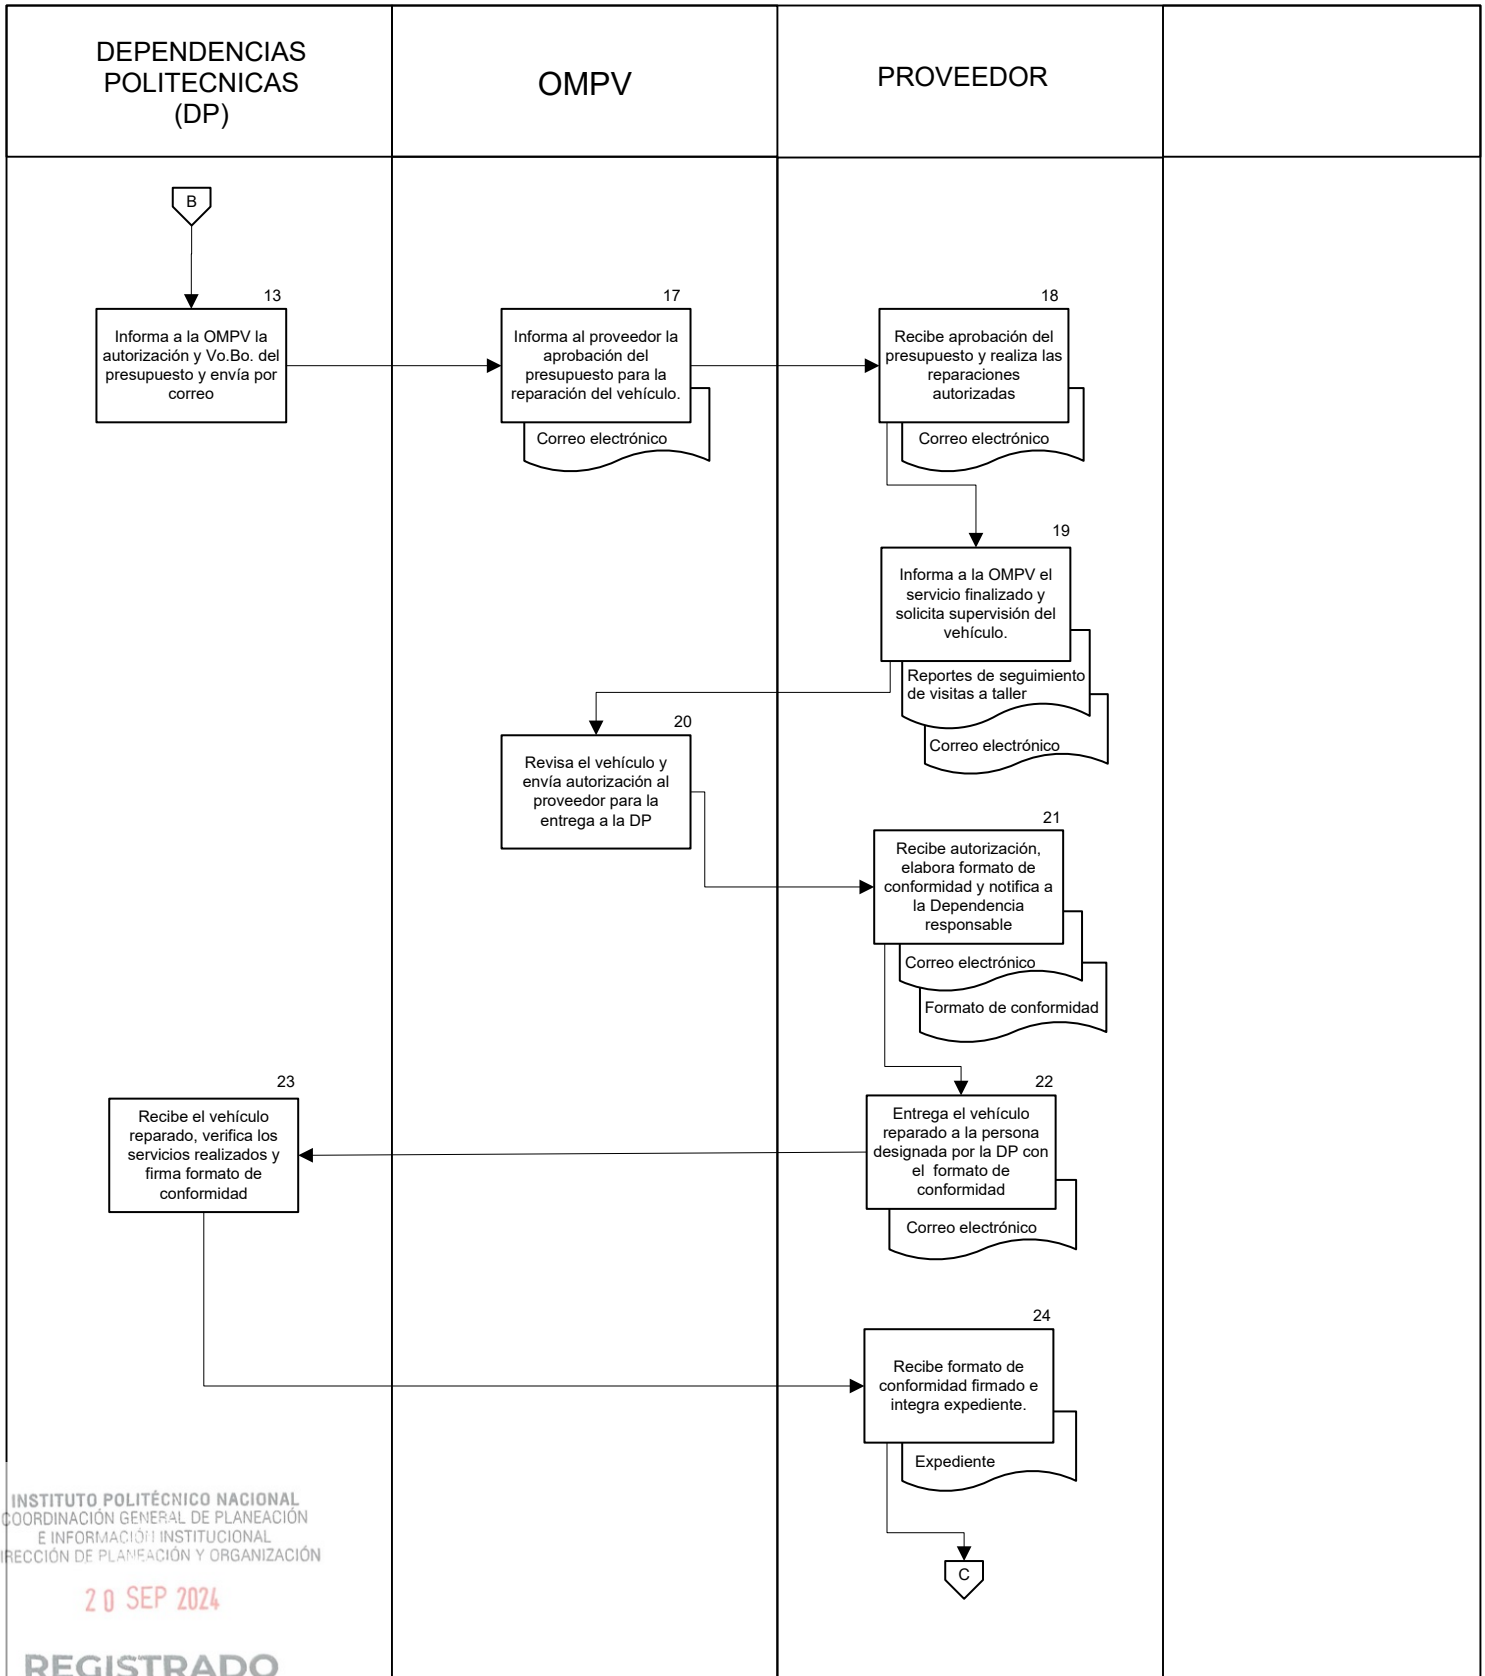 DEPENDENCIAS
POLITECNICAS
(DP)
OMPV
PROVEEDOR
B
13
Informa a la OMPV la
autorización y Vo.Bo. del
presupuesto y envía por
correo
17
Informa al proveedor la
aprobación del
presupuesto para la
reparación del vehículo.
Correo electrónico
18
Recibe aprobación del
presupuesto y realiza las
reparaciones
autorizadas
Correo electrónico
19
Informa a la OMPV el
servicio finalizado y
solicita supervisión del
vehículo.
Reportes de seguimiento
de visitas a taller
Correo electrónico
20
Revisa el vehículo y
envía autorización al
proveedor para la
entrega a la DP
21
Recibe autorización,
elabora formato de
conformidad y notifica a
la Dependencia
responsable
Correo electrónico
Formato de conformidad
22
Entrega el vehículo
reparado a la persona
designada por la DP con
el formato de
conformidad
Correo electrónico
23
Recibe el vehículo
reparado, verifica los
servicios realizados y
firma formato de
conformidad
24
Recibe formato de
conformidad firmado e
integra expediente.
Expediente
C
INSTITUTO POLITÉCNICO NACIONAL
COORDINACIÓN GENERAL DE PLANEACIÓN
E INFORMACIÓN INSTITUCIONAL
IRECCIÓN DE PLANEACIÓN Y ORGANIZACIÓN
20 SEP 2024
REGISTRADO